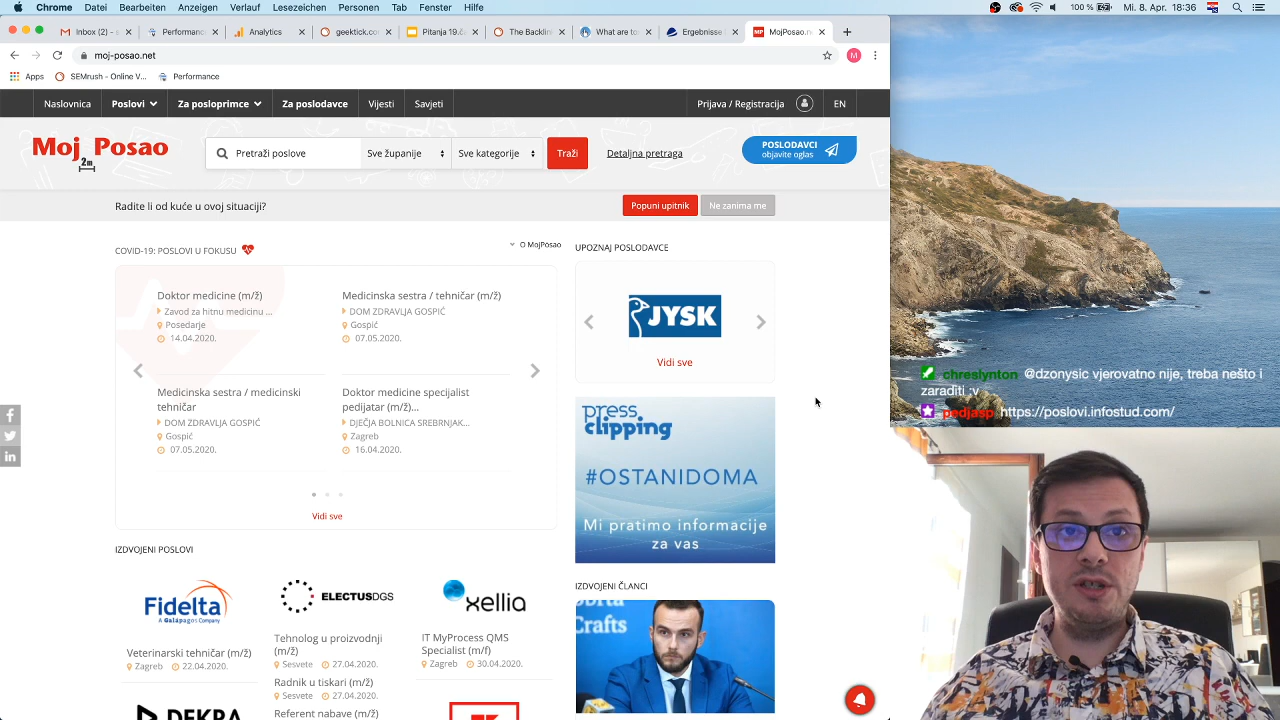 Chrome Datei Bearbeiten Anzeigen Verlauf Lesezeichen Personen Tab Fenster Hilfe
100 % Mi. 8. Apr. 18:36
Inbox (2) -
Performance
Analytics
geektick.co
Pitanja 19.
The Backlin
What are to
Ergebnisse
MojPosao.n
moj-posao.net
M
Apps SEMrush - Online V... Performance
Naslovnica Poslovi Za posloprimce Za poslodavce Vijesti Savjeti Prijava / Registracija EN
Moj Posao
2m
Pretraži poslove Sve županije Sve kategorije Traži Detaljna pretraga
POSLODAVCI
objavite oglas
Radite li od kuće u ovoj situaciji? Popuni upitnik Ne zanima me
COVID-19: POSLOVI U FOKUSU
O MojPosao
Doktor medicine (m/ž)
Zavod za hitnu medicinu ...
Posedarje
14.04.2020.
Medicinska sestra / tehničar (m/ž)
DOM ZDRAVLJA GOSPIĆ
Gospić
07.05.2020.
Medicinska sestra/medicinski
tehničar
DOM ZDRAVLJA GOSPIĆ
Gospić
07.05.2020.
Doktor medicine specijalist
pedijatar (m/ž)...
DJEČJA BOLNICA SREBRNJAK...
Zagreb
16.04.2020.
Vidi sve
UPOZNAJ POSLODAVCE
JYSK
Vidi sve
press
clipping
#OSTANIDOMA
Mi pratimo informacije
za vas
IZDVOJENI POSLOVI
Fidelta
A Galápagos Company
Veterinarski tehničar (m/ž)
Zagreb 22.04.2020.
DEKRA
ELECTUSDGS
Tehnolog u proizvodnji
(m/ž)
Sesvete 27.04.2020.
Radnik u tiskari (m/ž)
Sesvete 27.04.2020.
Referent nabave (m/ž)
xellia
IT MyProcess QMS
Specialist (m/f)
Zagreb 30.04.2020.
IZDVOJENI ČLANCI
Crafts
chreslynton @dzonysic vjerovatno nije, treba nešto i
zaraditi :v
pedjasp https://poslovi.infostud.com/